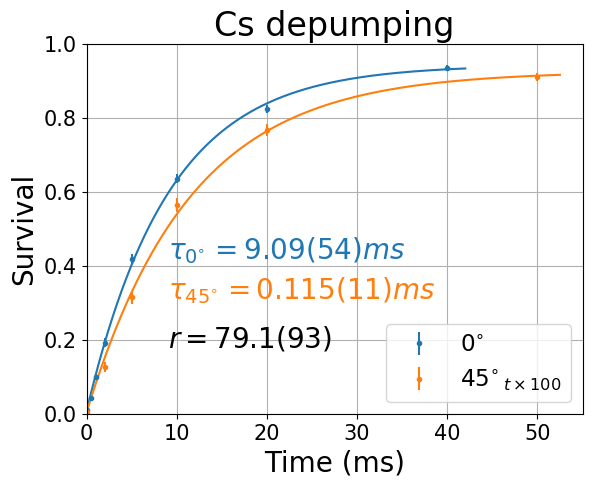 Cs depumping
1.0
0.8
0.6
0.4
0.2
0.0
Survival
τ0° = 9.09(54)ms
τ45° = 0.115(11)ms
r = 79.1(93)
0°
45° t × 100
0 10 20 30 40 50
Time (ms)